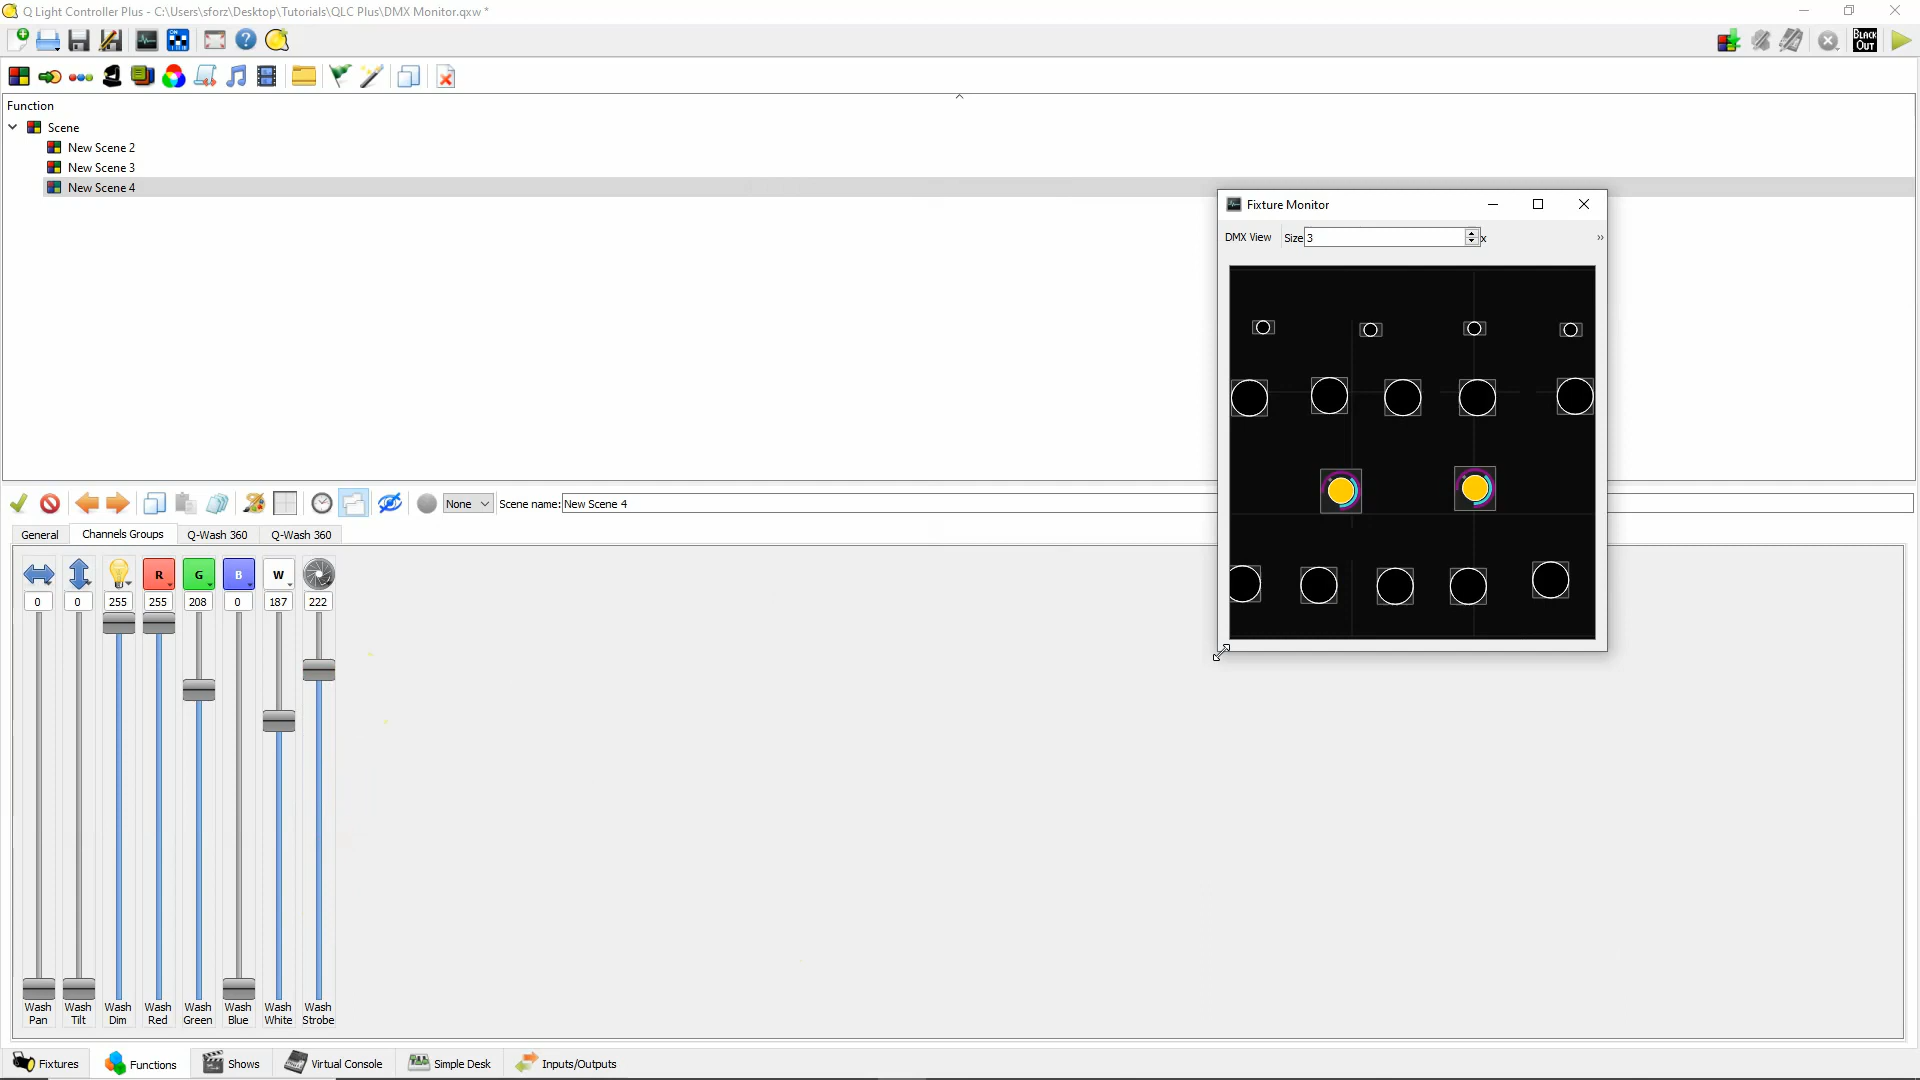 Q Light Controller Plus - C:\Users\sforz\Desktop\Tutorials\QLC Plus\DMX Monitor.qxw *
ON
BLACK OUT
Function
Scene
New Scene 2
New Scene 3
New Scene 4
Fixture Monitor
DMX View Size 3 x »
None Scene name: New Scene 4
General Channels Groups Q-Wash 360 Q-Wash 360
R G B W
0 0 255 255 208 0 187 222
Wash Pan Wash Tilt Wash Dim Wash Red Wash Green Wash Blue Wash White Wash Strobe
Fixtures Functions Shows Virtual Console Simple Desk Inputs/Outputs